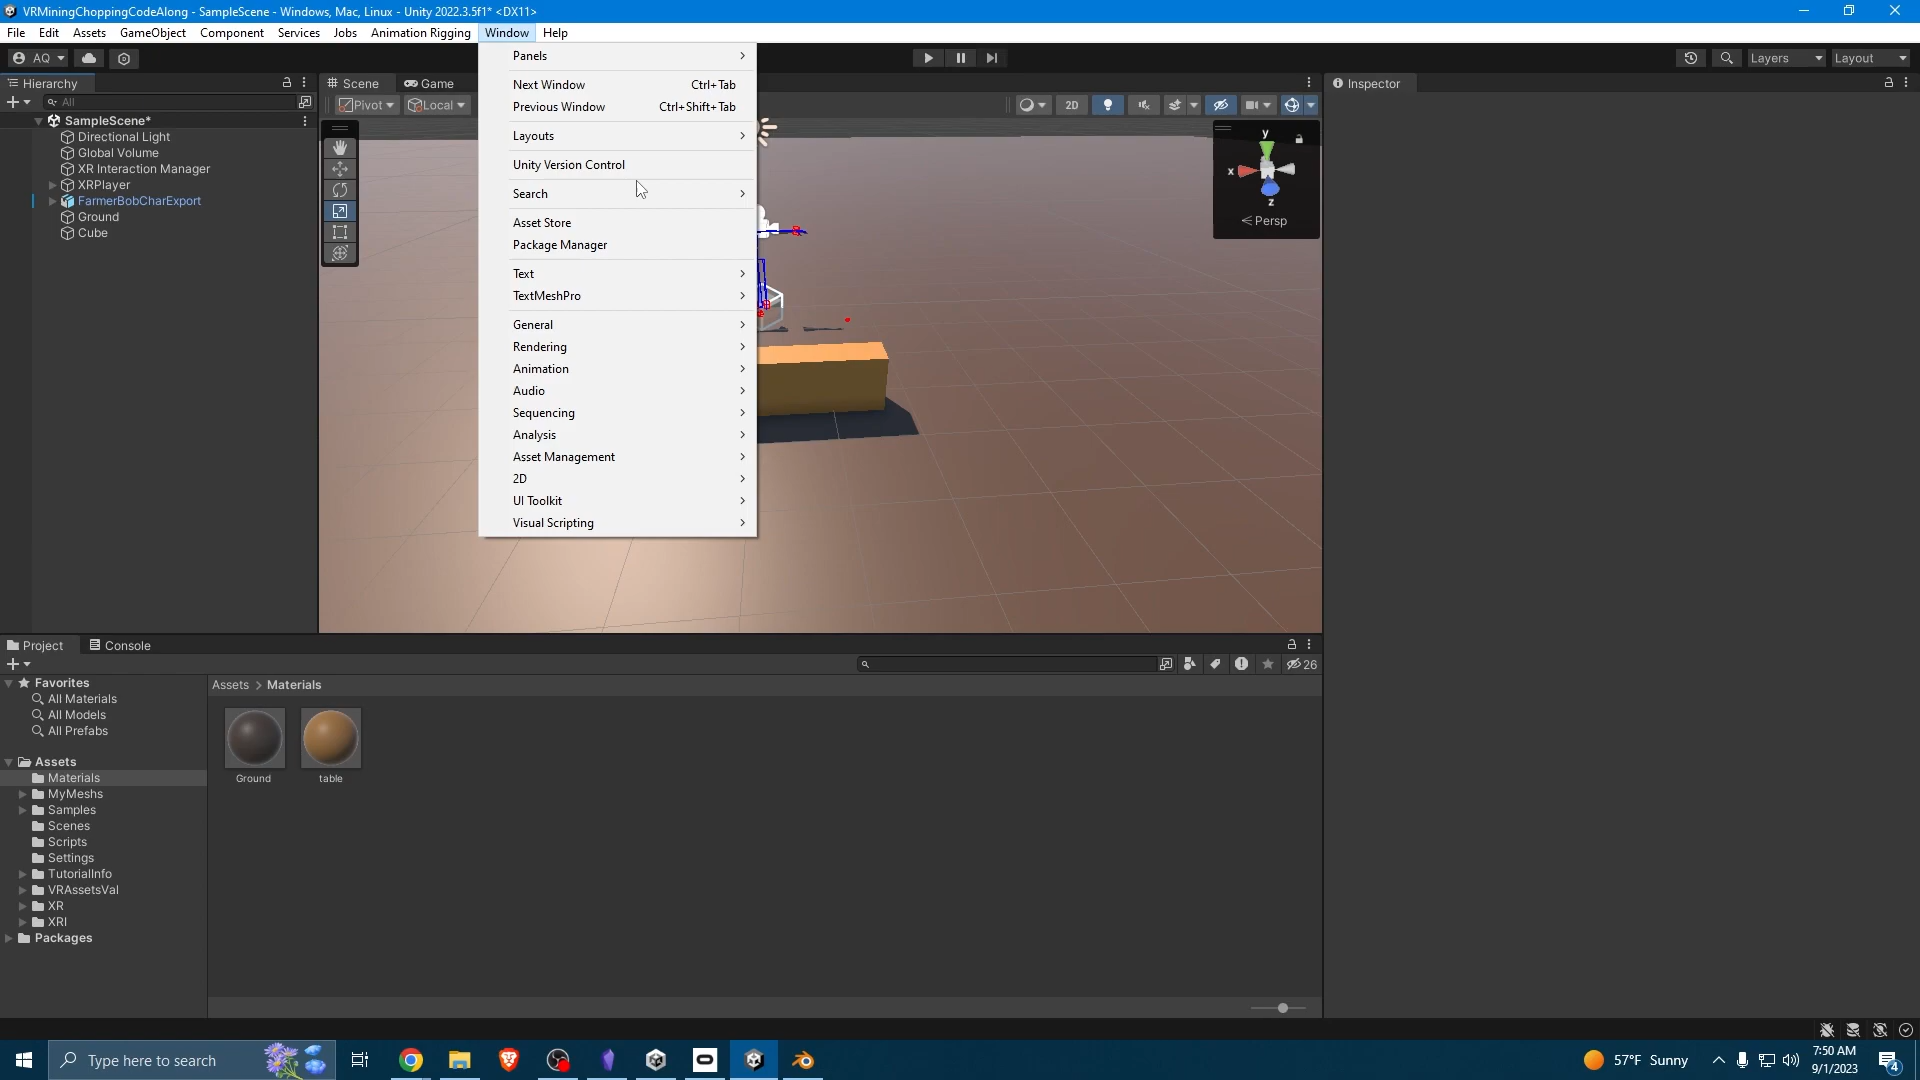 VRMiningChoppingCodeAlong - SampleScene - Windows, Mac, Linux - Unity 2022.3.5f1* <DX11>
File Edit Assets GameObject Component Services Jobs Animation Rigging Window Help
AQ
Layers
Layout
Hierarchy
All
SampleScene*
Directional Light
Global Volume
XR Interaction Manager
XRPlayer
FarmerBobCharExport
Ground
Cube
Scene
Game
Pivot
Local
2D
Panels
Next Window Ctrl+Tab
Previous Window Ctrl+Shift+Tab
Layouts
Unity Version Control
Search
Asset Store
Package Manager
Text
TextMeshPro
General
Rendering
Animation
Audio
Sequencing
Analysis
Asset Management
2D
UI Toolkit
Visual Scripting
y
x
z
< Persp
Inspector
Project
Console
26
Favorites
All Materials
All Models
All Prefabs
Assets
Materials
MyMeshs
Samples
Scenes
Scripts
Settings
TutorialInfo
VRAssetsVal
XR
XRI
Packages
Assets > Materials
Ground
table
Type here to search
57°F Sunny
7:50 AM
9/1/2023
4